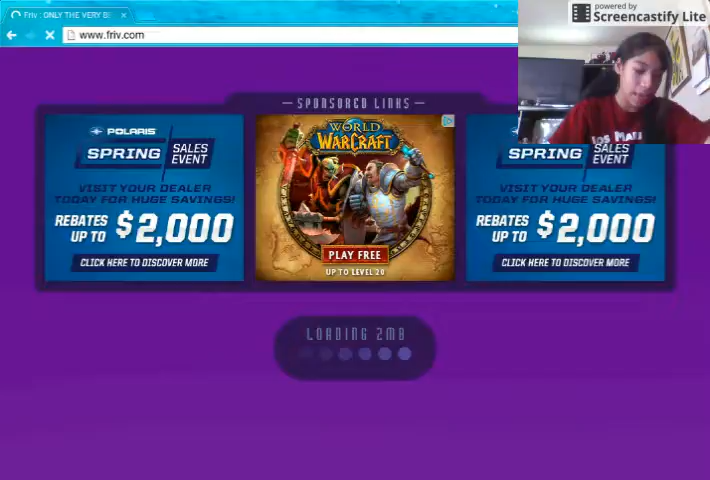 Friv : ONLY THE VERY B
www.friv.com
powered by
Screencastify Lite
SPONSORED LINKS
POLARIS
SPRING SALES EVENT
VISIT YOUR DEALER
TODAY FOR HUGE SAVINGS!
REBATES UP TO $2,000
CLICK HERE TO DISCOVER MORE
WORLD
WARCRAFT
PLAY FREE
UP TO LEVEL 20
SPRING SALES EVENT
VISIT YOUR DEALER
TODAY FOR HUGE SAVINGS!
REBATES UP TO $2,000
CLICK HERE TO DISCOVER MORE
LOADING 2MB